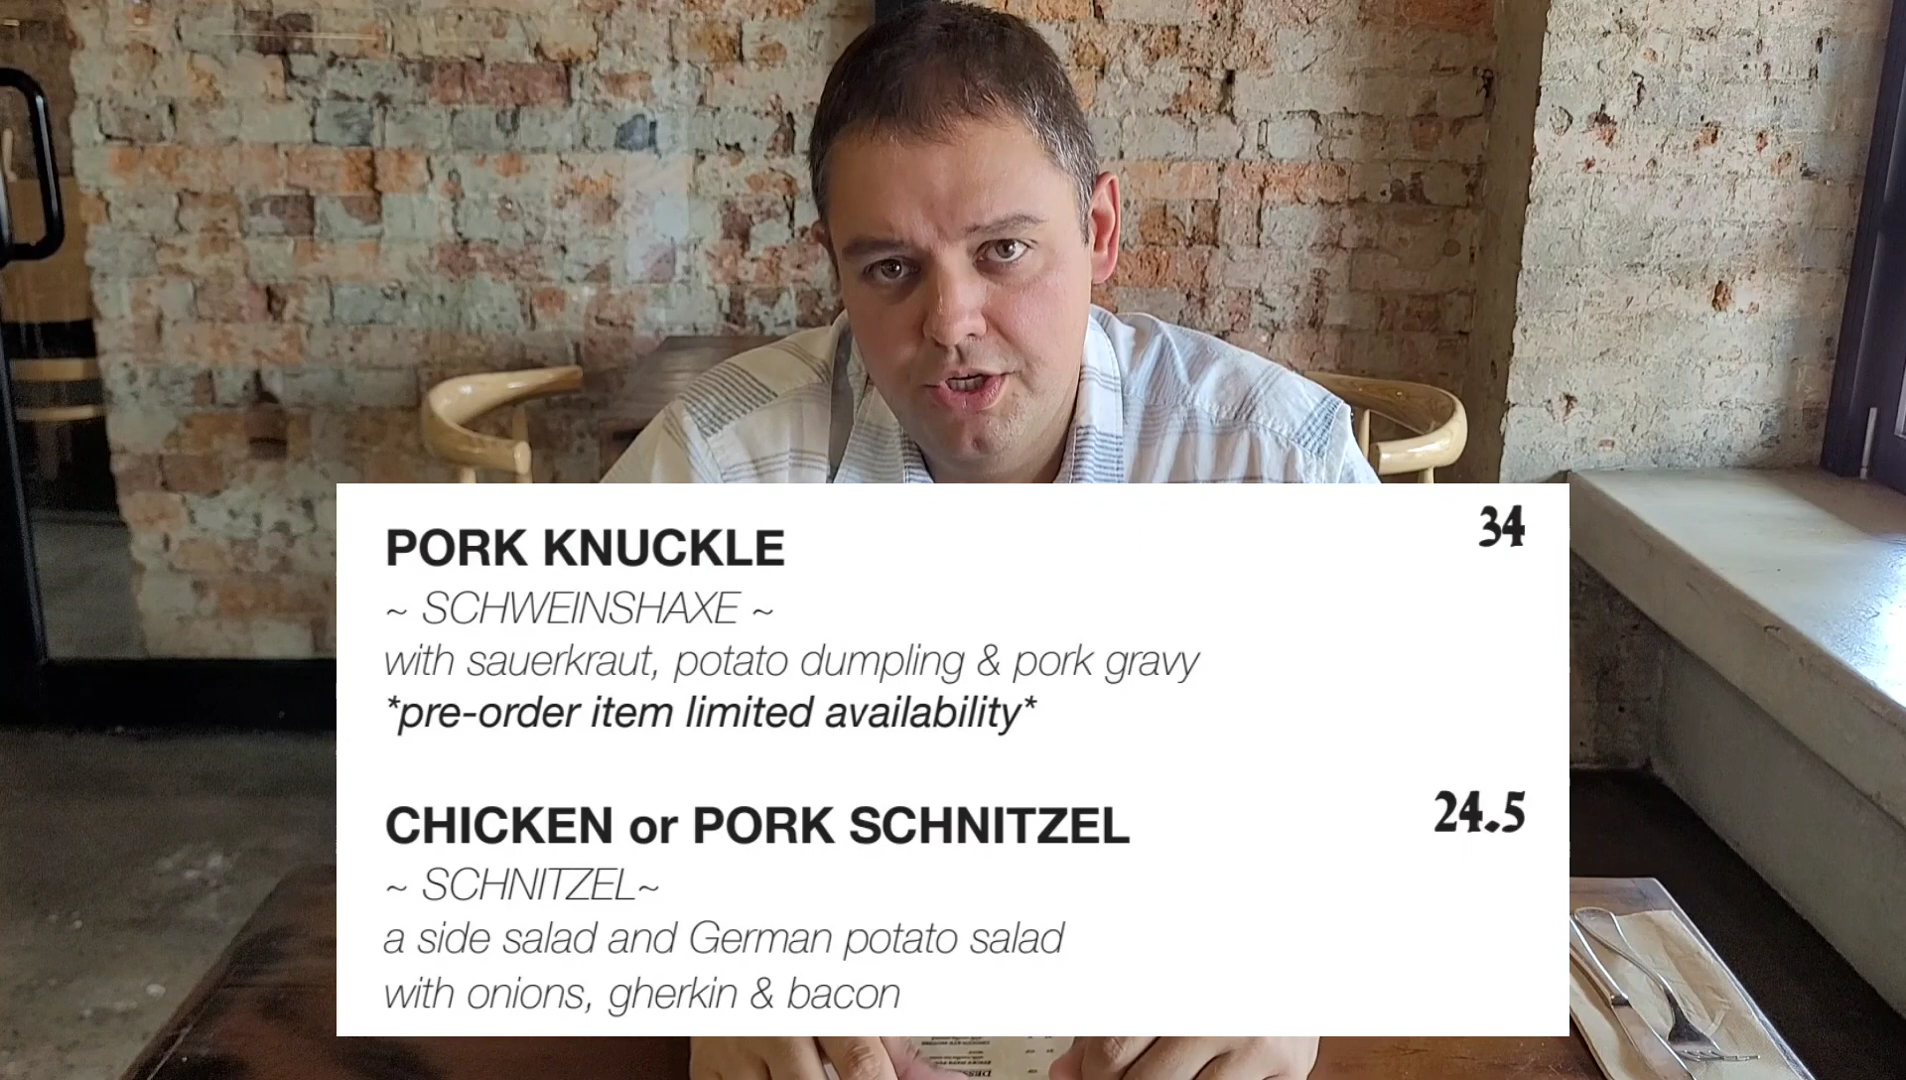 PORK KNUCKLE 34
~ SCHWEINSHAXE ~
with sauerkraut, potato dumpling & pork gravy
*pre-order item limited availability*
CHICKEN or PORK SCHNITZEL 24.5
~ SCHNITZEL~
a side salad and German potato salad
with onions, gherkin & bacon